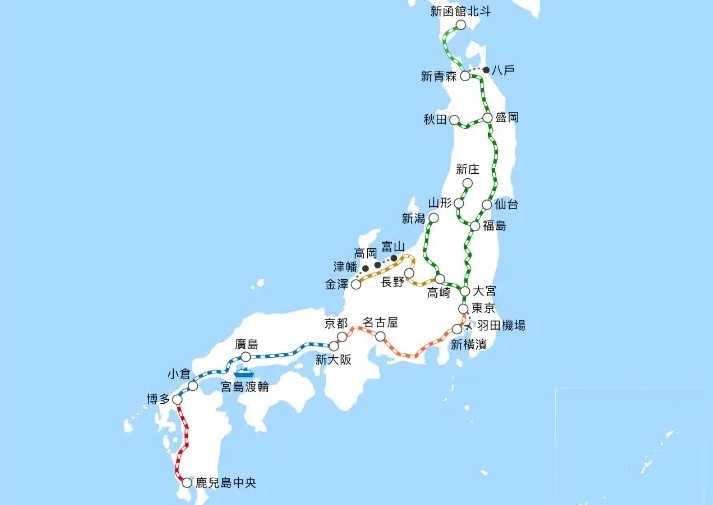 新函館北斗
新青森
八戶
秋田
盛岡
新庄
山形
仙台
新潟
福島
富山
高岡
津幡
金澤
長野
高崎
大宮
東京
羽田機場
新橫濱
京都
名古屋
新大阪
廣島
宮島渡輪
小倉
博多
鹿兒島中央